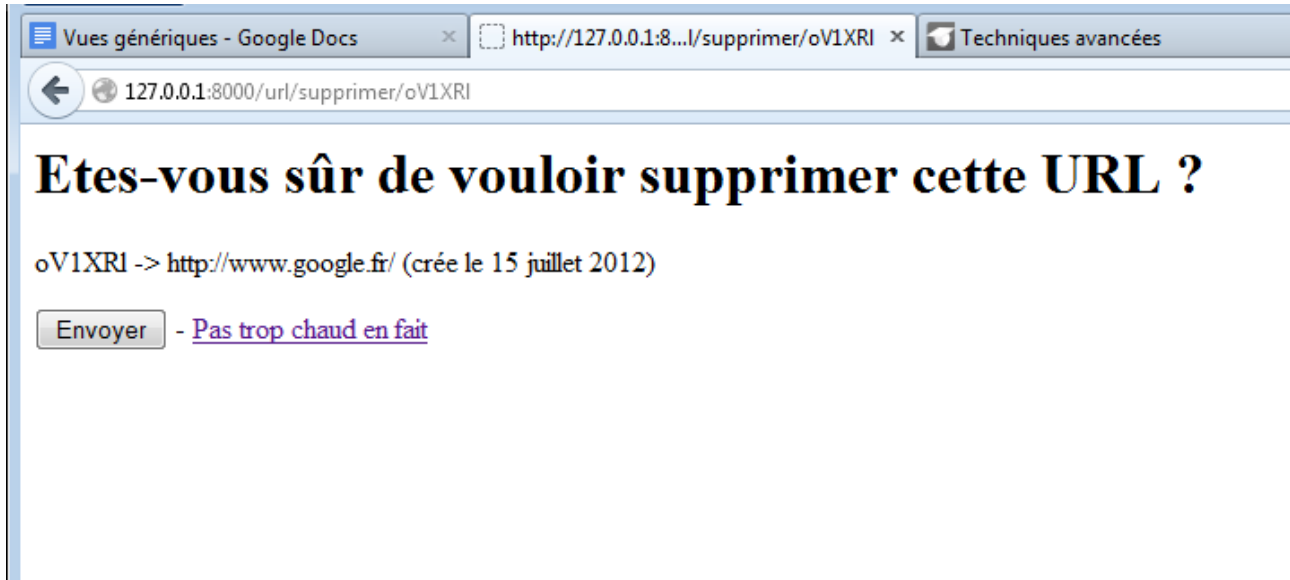 Vues génériques - Google Docs × http://127.0.0.1:8...l/supprimer/oV1XRl × Techniques avancées
127.0.0.1:8000/url/supprimer/oV1XRl
Etes-vous sûr de vouloir supprimer cette URL ?
oV1XRl -> http://www.google.fr/ (crée le 15 juillet 2012)
Envoyer - Pas trop chaud en fait